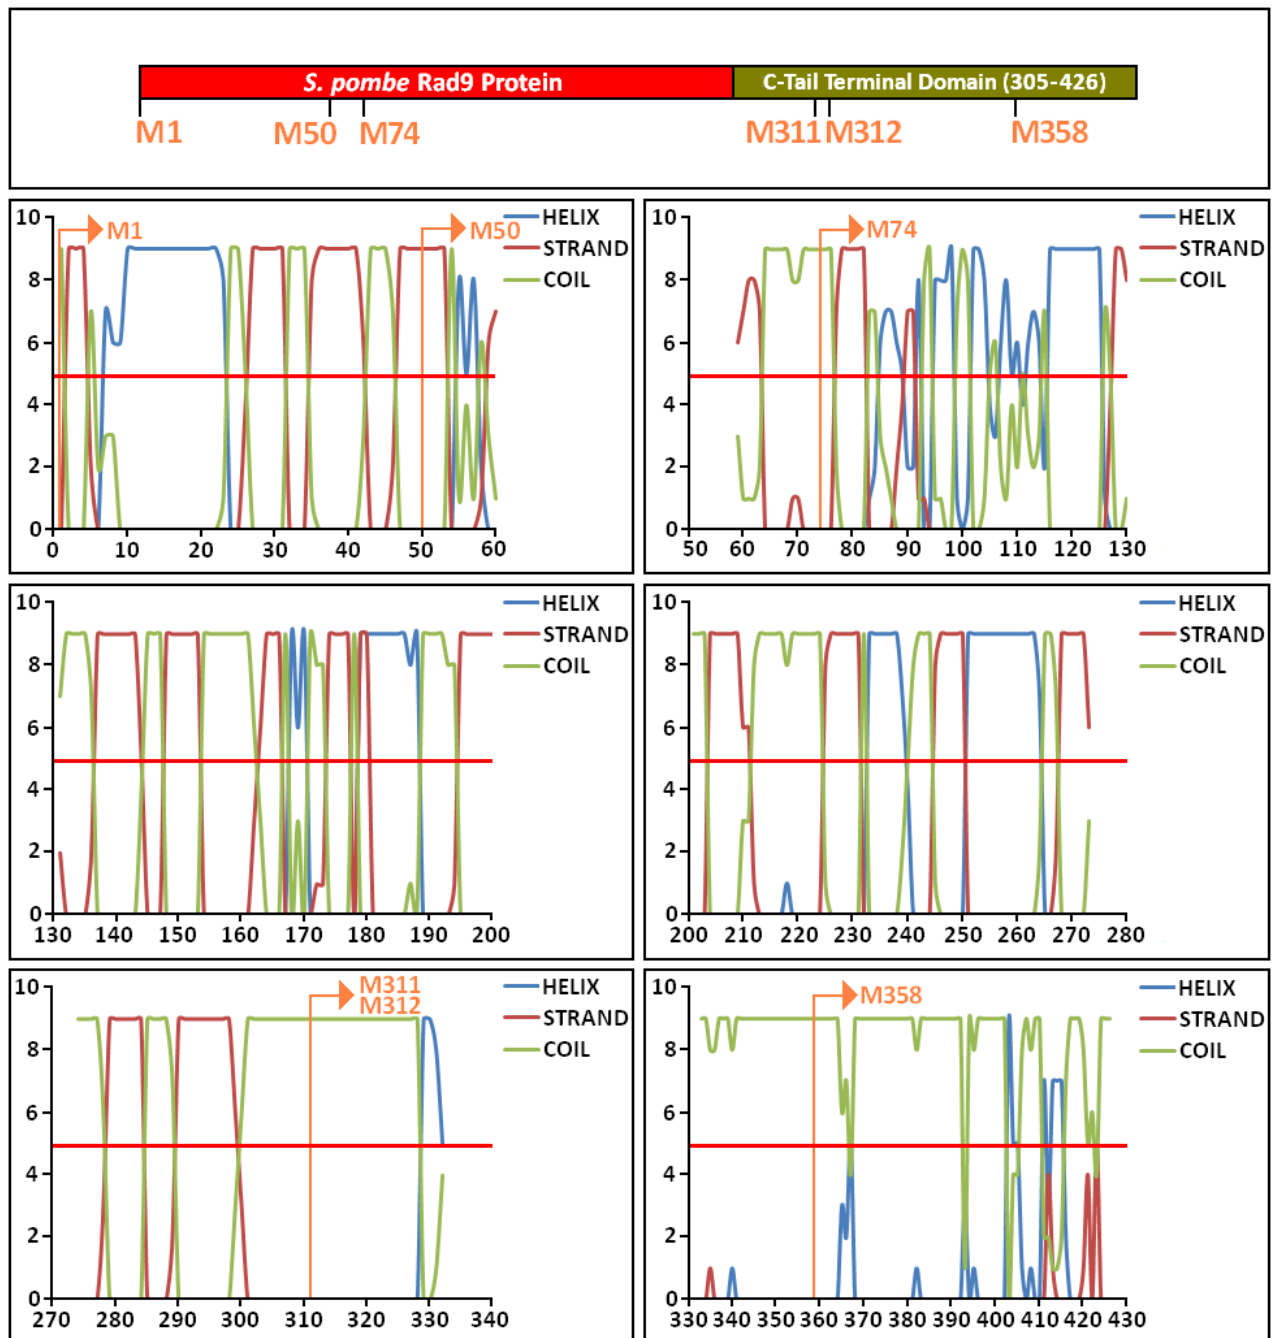 S. pombe Rad9 Protein
C-Tail Terminal Domain (305-426)
M1
M50
M74
M311
M312
M358
10
8
6
4
2
0
0 10 20 30 40 50 60
M1
M50
HELIX
STRAND
COIL
10
8
6
4
2
0
50 60 70 80 90 100 110 120 130
M74
HELIX
STRAND
COIL
10
8
6
4
2
0
130 140 150 160 170 180 190 200
HELIX
STRAND
COIL
10
8
6
4
2
0
200 210 220 230 240 250 260 270 280
HELIX
STRAND
COIL
10
8
6
4
2
0
270 280 290 300 310 320 330 340
M311
M312
HELIX
STRAND
COIL
10
8
6
4
2
0
330 340 350 360 370 380 390 400 410 420 430
M358
HELIX
STRAND
COIL